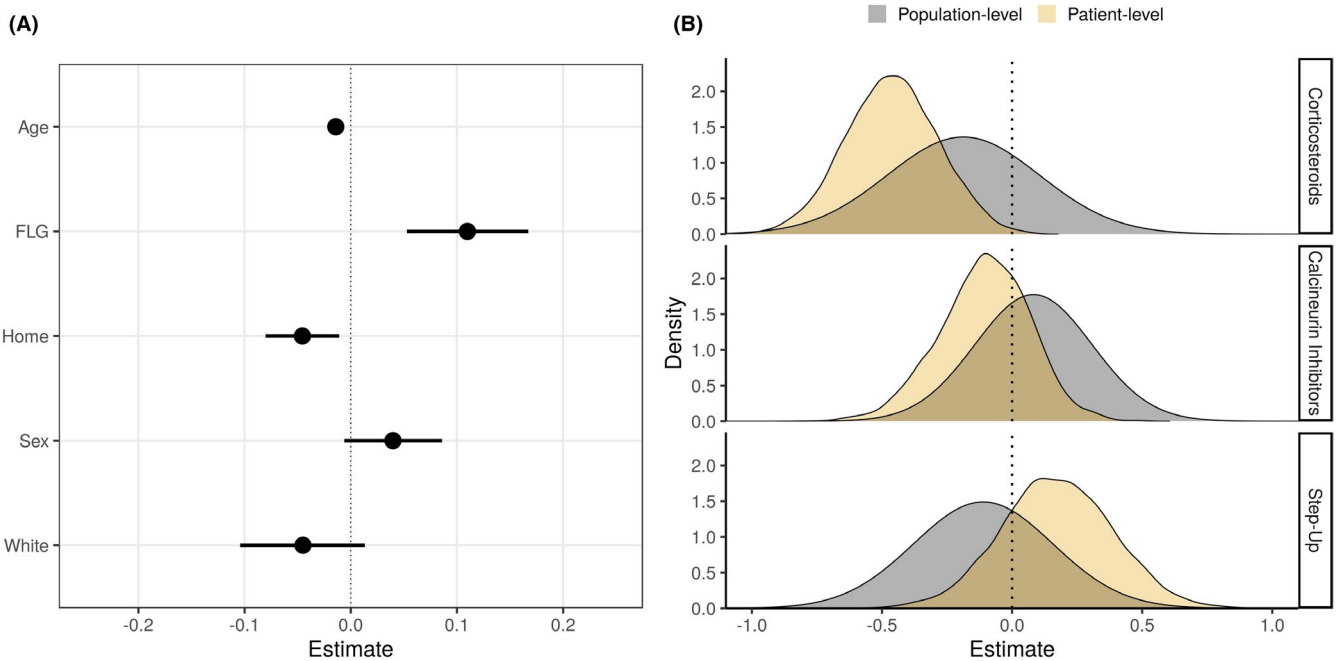 (A)
Age
FLG
Home
Sex
White
-0.2 -0.1 0.0 0.1 0.2
Estimate
(B)
Population-level Patient-level
Density
2.0
1.5
1.0
0.5
0.0
Corticosteroids
2.0
1.5
1.0
0.5
0.0
Calcineurin Inhibitors
2.0
1.5
1.0
0.5
0.0
Step-Up
-1.0 -0.5 0.0 0.5 1.0
Estimate